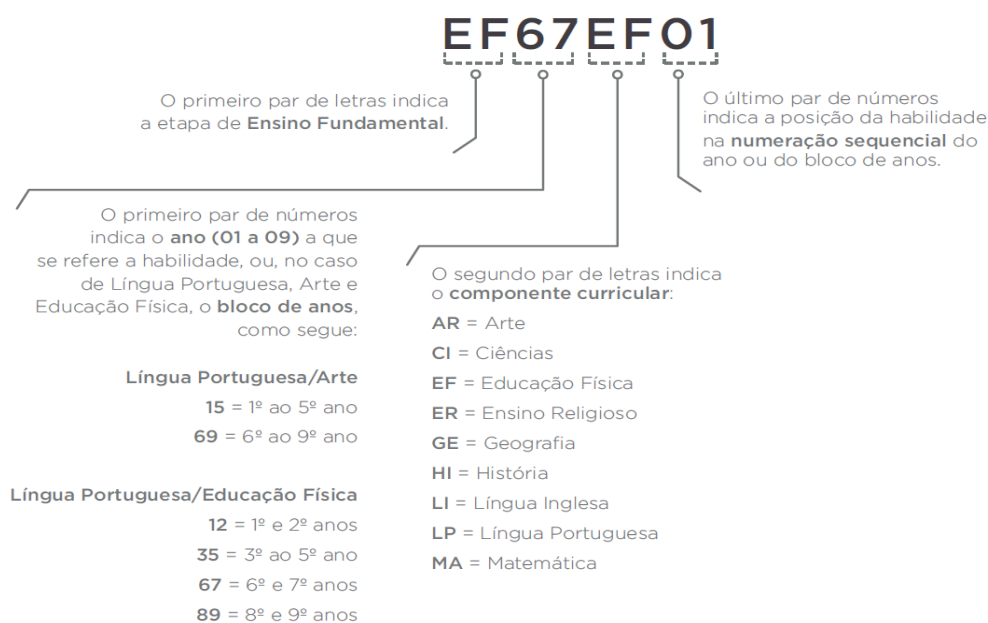 EF67EF01
O primeiro par de letras indica
a etapa de Ensino Fundamental.
O último par de números
indica a posição da habilidade
na numeração sequencial do
ano ou do bloco de anos.
O primeiro par de números
indica o ano (01 a 09) a que
se refere a habilidade, ou, no caso
de Língua Portuguesa, Arte e
Educação Física, o bloco de anos,
como segue:
Língua Portuguesa/Arte
15 = 1º ao 5º ano
69 = 6º ao 9º ano
Língua Portuguesa/Educação Física
12 = 1º e 2º anos
35 = 3º ao 5º ano
67 = 6º e 7º anos
89 = 8º e 9º anos
O segundo par de letras indica
o componente curricular:
AR = Arte
CI = Ciências
EF = Educação Física
ER = Ensino Religioso
GE = Geografia
HI = História
LI = Língua Inglesa
LP = Língua Portuguesa
MA = Matemática